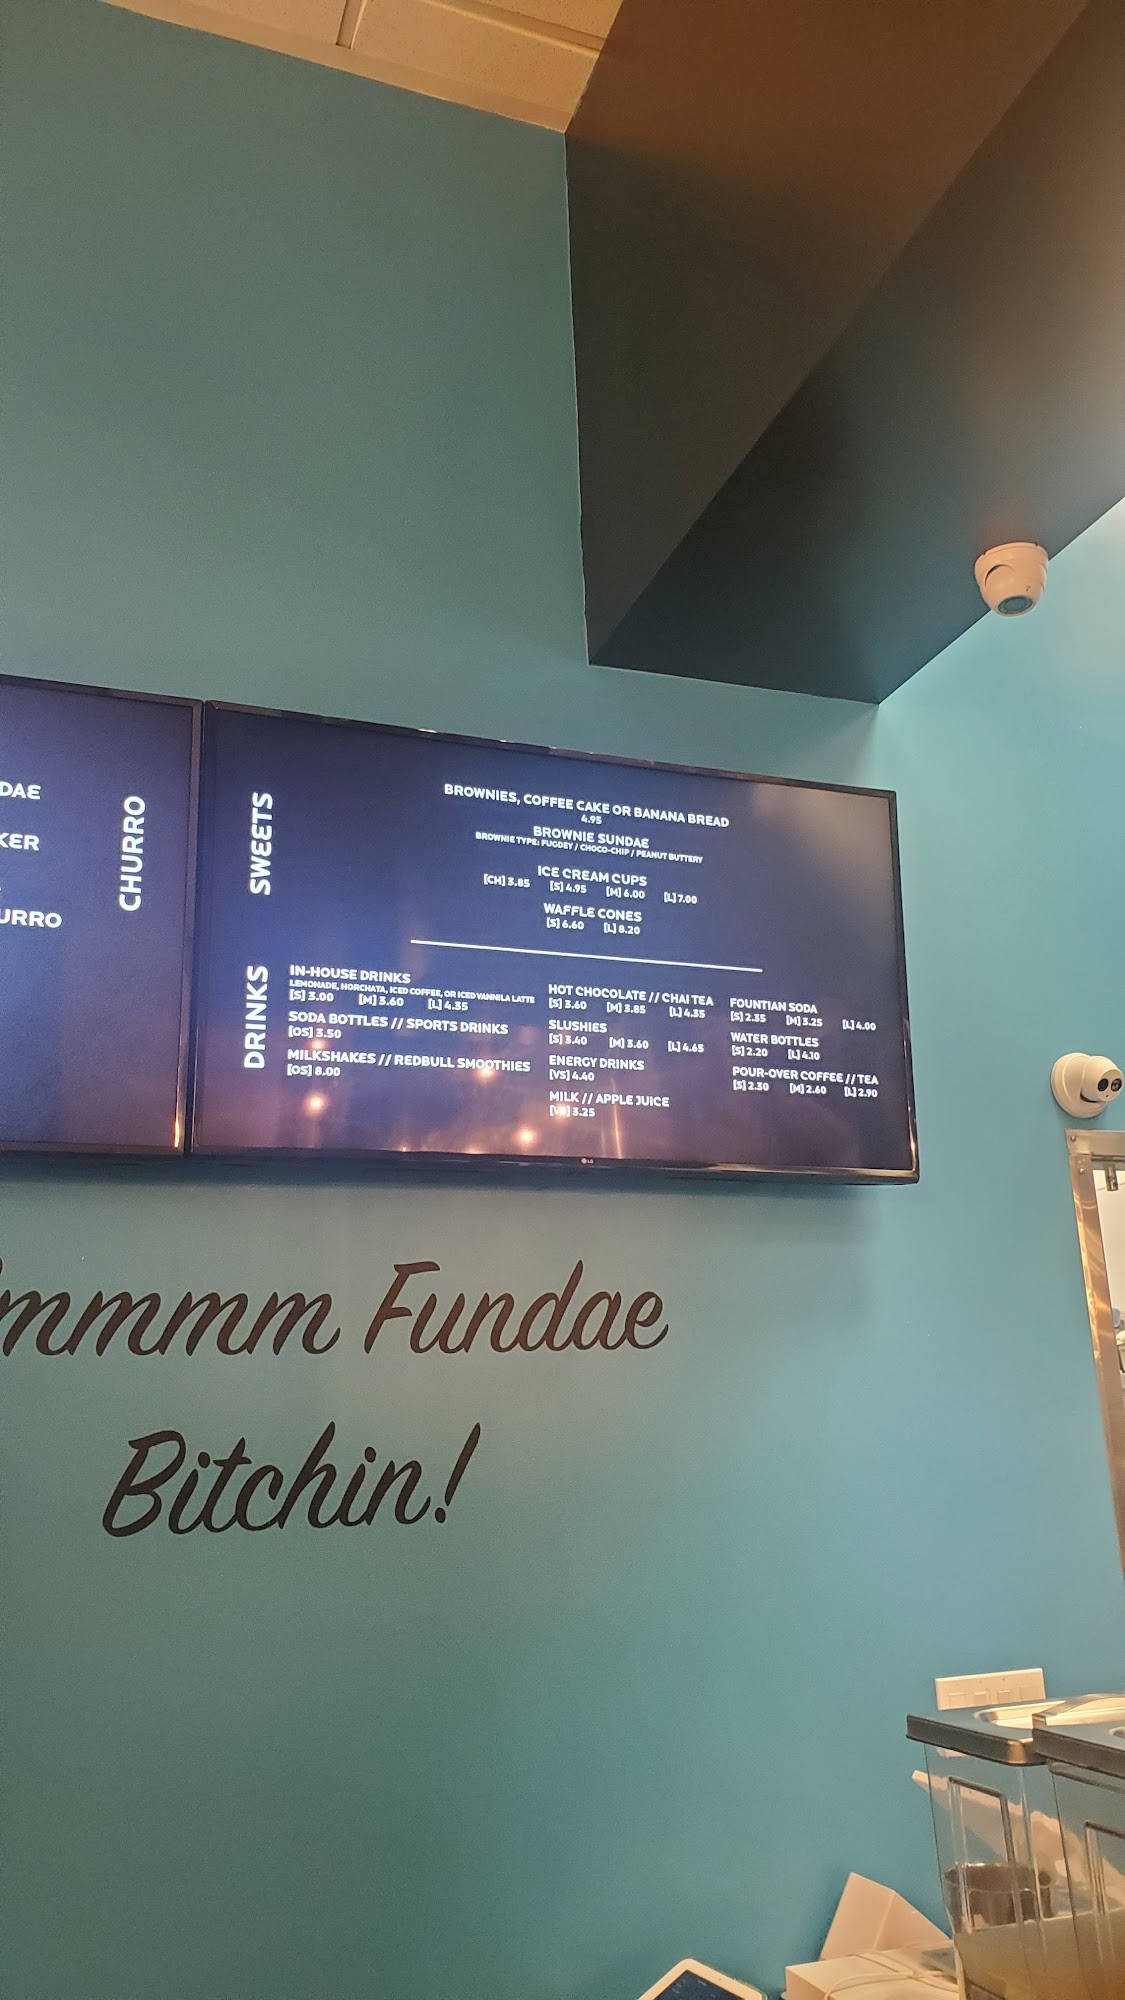 DAE
KER
URRO
CHURRO
SWEETS
BROWNIES, COFFEE CAKE OR BANANA BREAD
4.95
BROWNIE SUNDAE
BROWNIE TYPE: FUGDEY / CHOCO-CHIP / PEANUT BUTTERY
ICE CREAM CUPS
[CH] 3.85 [S] 4.95 [M] 6.00 [L] 7.00
WAFFLE CONES
[S] 6.60 [L] 8.20
DRINKS
IN-HOUSE DRINKS
LEMONADE, HORCHATA, ICED COFFEE, OR ICED VANNILA LATTE
[S] 3.00 [M] 3.60 [L] 4.35
SODA BOTTLES // SPORTS DRINKS
[OS] 3.50
MILKSHAKES // REDBULL SMOOTHIES
[OS] 8.00
HOT CHOCOLATE // CHAI TEA
[S] 3.60 [M] 3.85 [L] 4.35
SLUSHIES
[S] 3.40 [M] 3.60 [L] 4.65
ENERGY DRINKS
[VS] 4.40
MILK // APPLE JUICE
[VS] 3.25
FOUNTIAN SODA
[S] 2.35 [M] 3.25 [L] 4.00
WATER BOTTLES
[S] 2.20 [L] 4.10
POUR-OVER COFFEE // TEA
[S] 2.30 [M] 2.60 [L] 2.90
LG
mmmm Fundae
Bitchin!